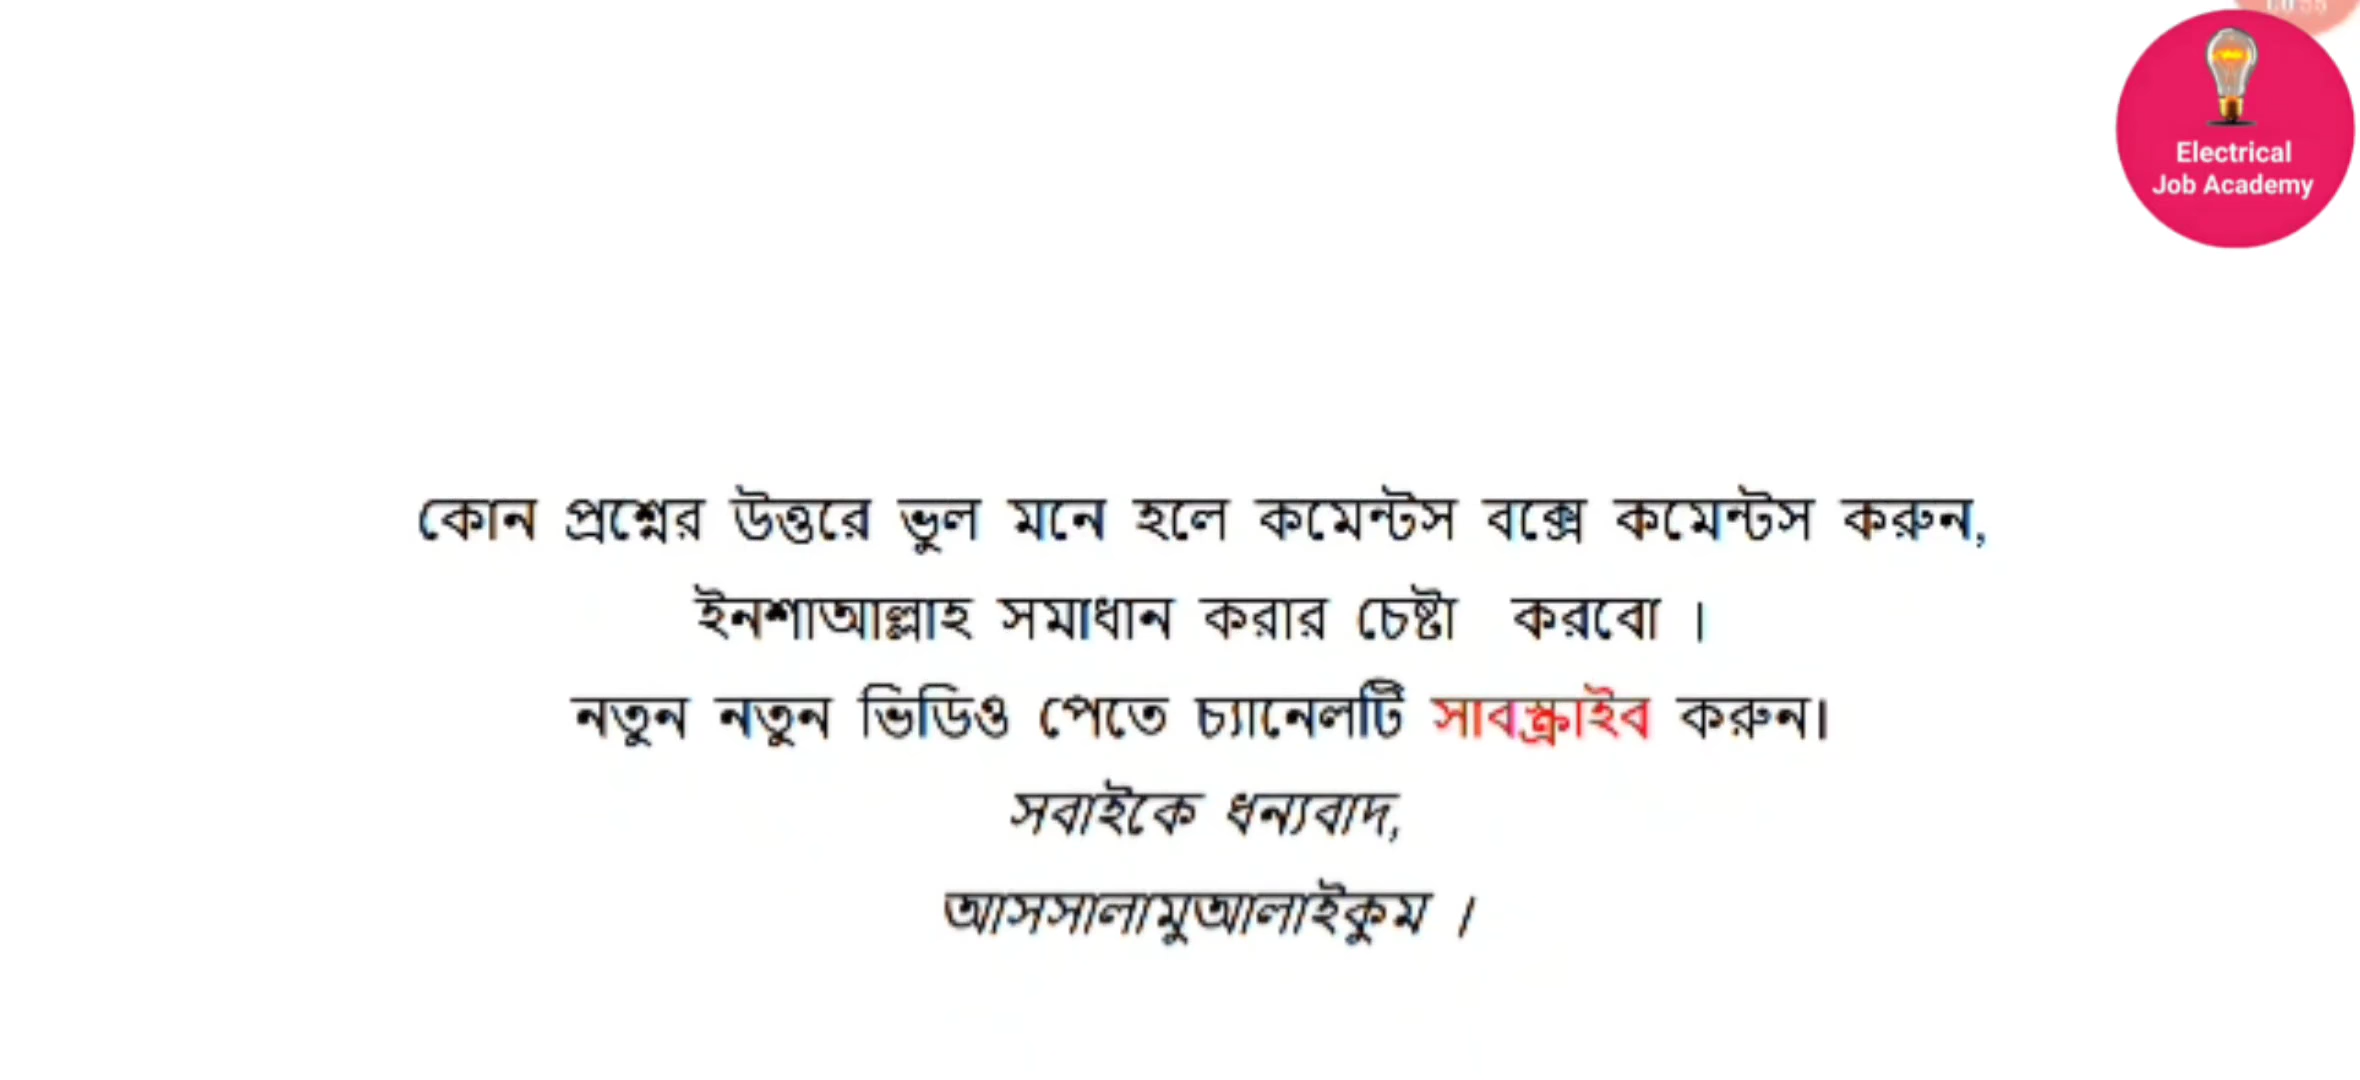 Electrical
Job Academy
কোন প্রশ্নের উত্তরে ভুল মনে হলে কমেন্টস বক্সে কমেন্টস করুন,
ইনশাআল্লাহ সমাধান করার চেষ্টা করবো ।
নতুন নতুন ভিডিও পেতে চ্যানেলটি সাবস্ক্রাইব করুন।
সবাইকে ধন্যবাদ,
আসসালামুআলাইকুম ।